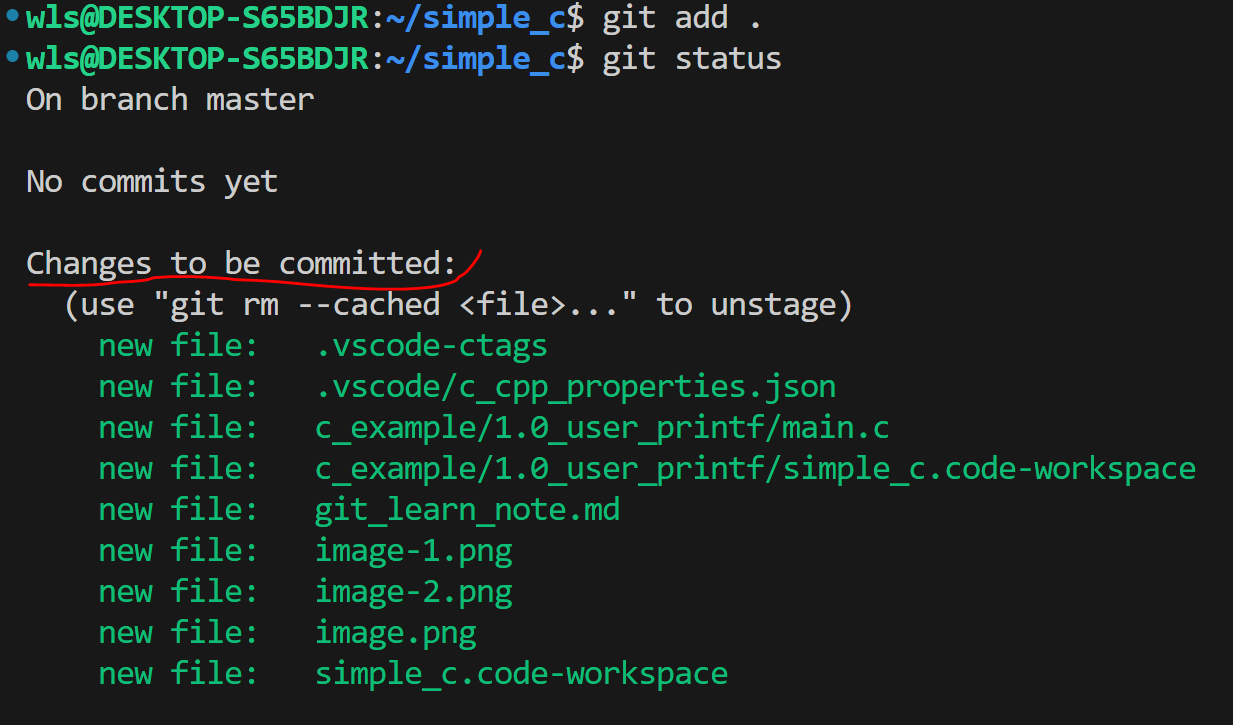 wls@DESKTOP-S65BDJR:~/simple_c$ git add .
wls@DESKTOP-S65BDJR:~/simple_c$ git status
On branch master
No commits yet
Changes to be committed:
(use "git rm --cached <file>..." to unstage)
new file:   .vscode-ctags
new file:   .vscode/c_cpp_properties.json
new file:   c_example/1.0_user_printf/main.c
new file:   c_example/1.0_user_printf/simple_c.code-workspace
new file:   git_learn_note.md
new file:   image-1.png
new file:   image-2.png
new file:   image.png
new file:   simple_c.code-workspace